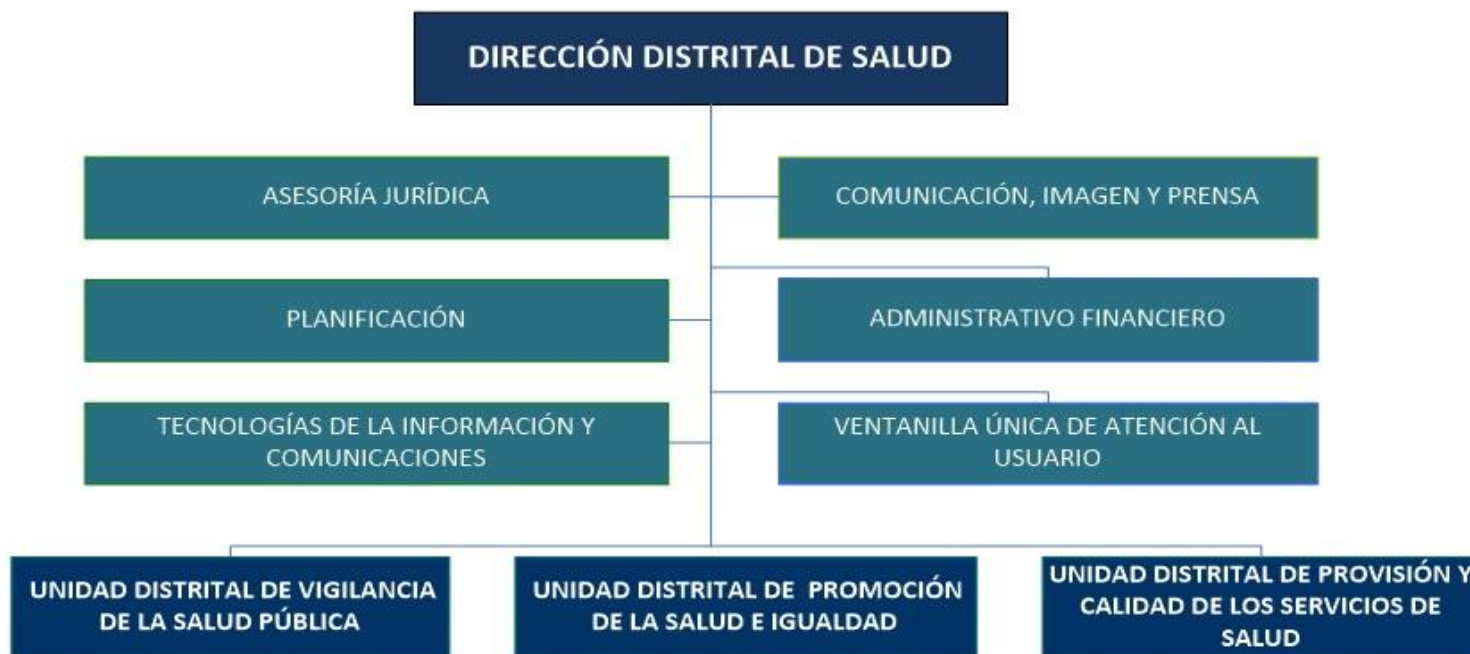 DIRECCIÓN DISTRITAL DE SALUD
ASESORÍA JURÍDICA
COMUNICACIÓN, IMAGEN Y PRENSA
PLANIFICACIÓN
ADMINISTRATIVO FINANCIERO
TECNOLOGÍAS DE LA INFORMACIÓN Y
COMUNICACIONES
VENTANILLA ÚNICA DE ATENCIÓN AL
USUARIO
UNIDAD DISTRITAL DE VIGILANCIA
DE LA SALUD PÚBLICA
UNIDAD DISTRITAL DE PROMOCIÓN
DE LA SALUD E IGUALDAD
UNIDAD DISTRITAL DE PROVISIÓN Y
CALIDAD DE LOS SERVICIOS DE
SALUD